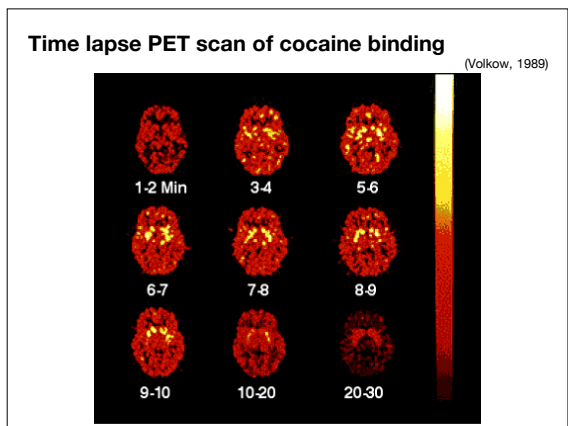 Time lapse PET scan of cocaine binding
(Volkow, 1989)
1-2 Min 3-4 5-6
6-7 7-8 8-9
9-10 10-20 20-30